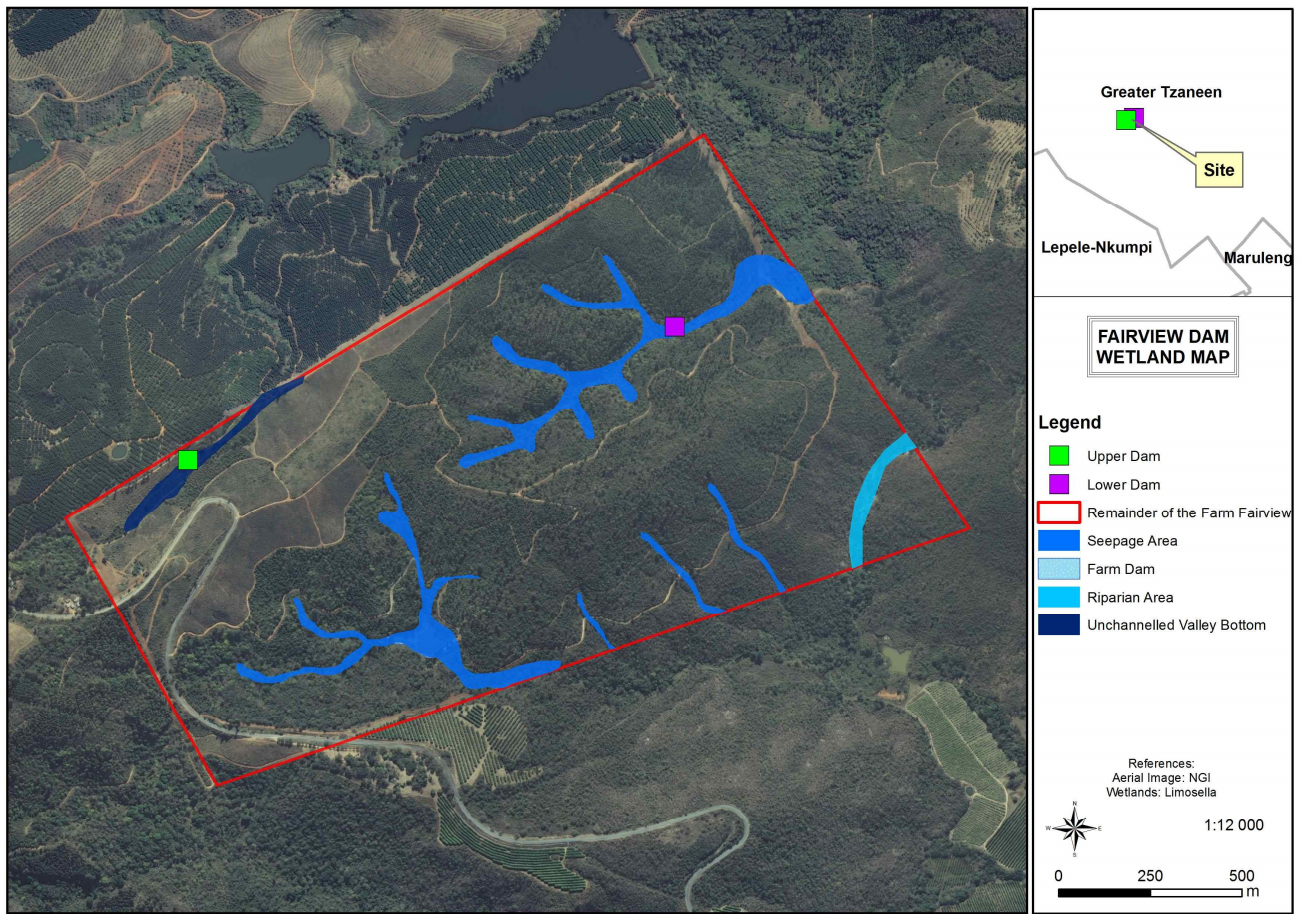 Greater Tzaneen
Site
Lepele-Nkumpi
Maruleng
FAIRVIEW DAM
WETLAND MAP
Legend
Upper Dam
Lower Dam
Remainder of the Farm Fairview
Seepage Area
Farm Dam
Riparian Area
Unchannelled Valley Bottom
References:
Aerial Image: NGI
Wetlands: Limosella
N
W E
S
1:12 000
0 250 500
m